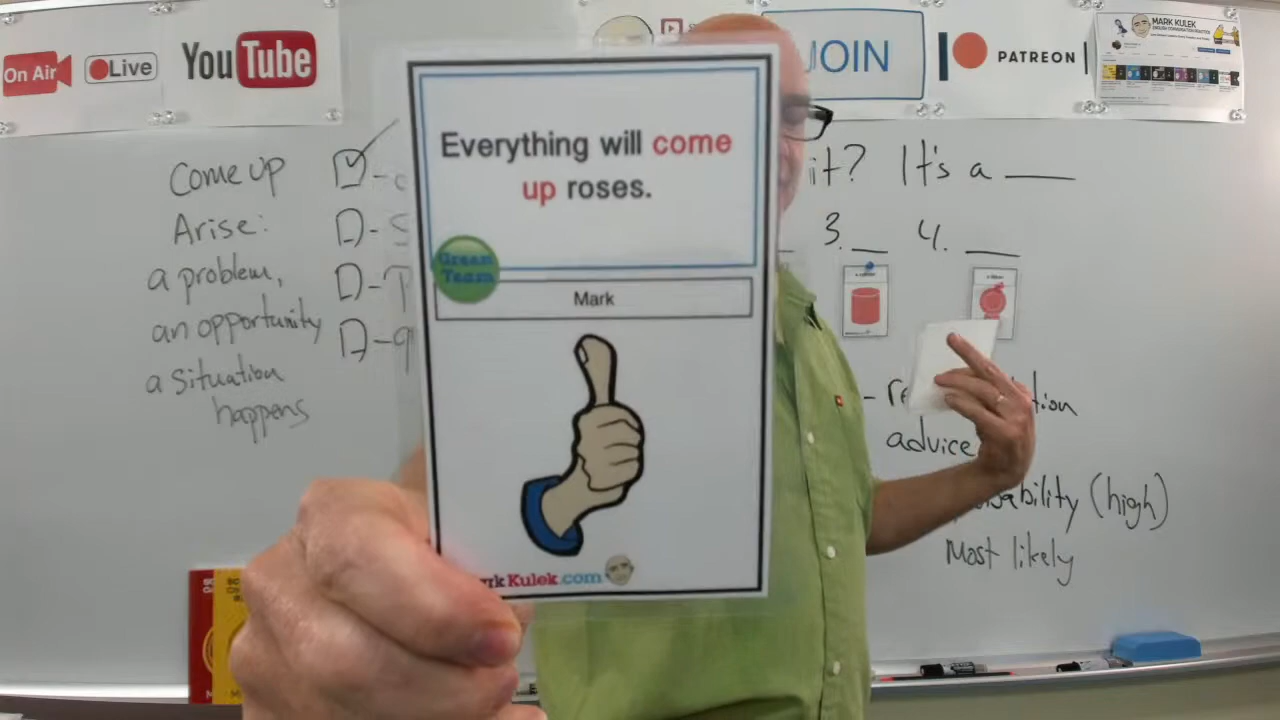 On Air
Live
YouTube
JOIN
PATREON
MARK KULEK
Everything will come
up roses.
Green
Team
Mark
Kulek.com
Come up
Arise:
a problem,
an opportunity
a situation
happens
it? It's a
3.
4.
advice
(high)
Most likely